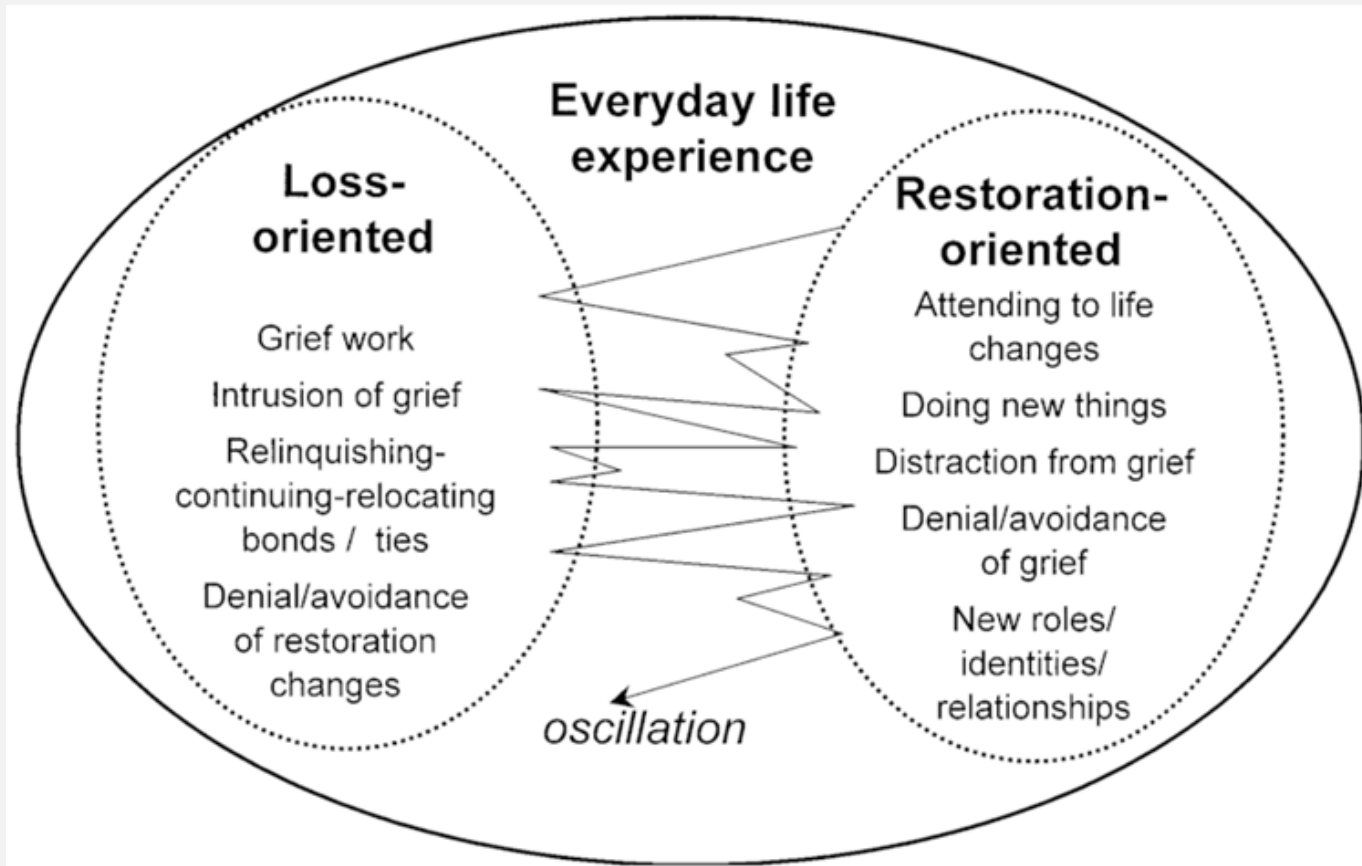 Everyday life
experience
Loss-
oriented
Grief work
Intrusion of grief
Relinquishing-
continuing-relocating
bonds / ties
Denial/avoidance
of restoration
changes
Restoration-
oriented
Attending to life
changes
Doing new things
Distraction from grief
Denial/avoidance
of grief
New roles/
identities/
relationships
oscillation